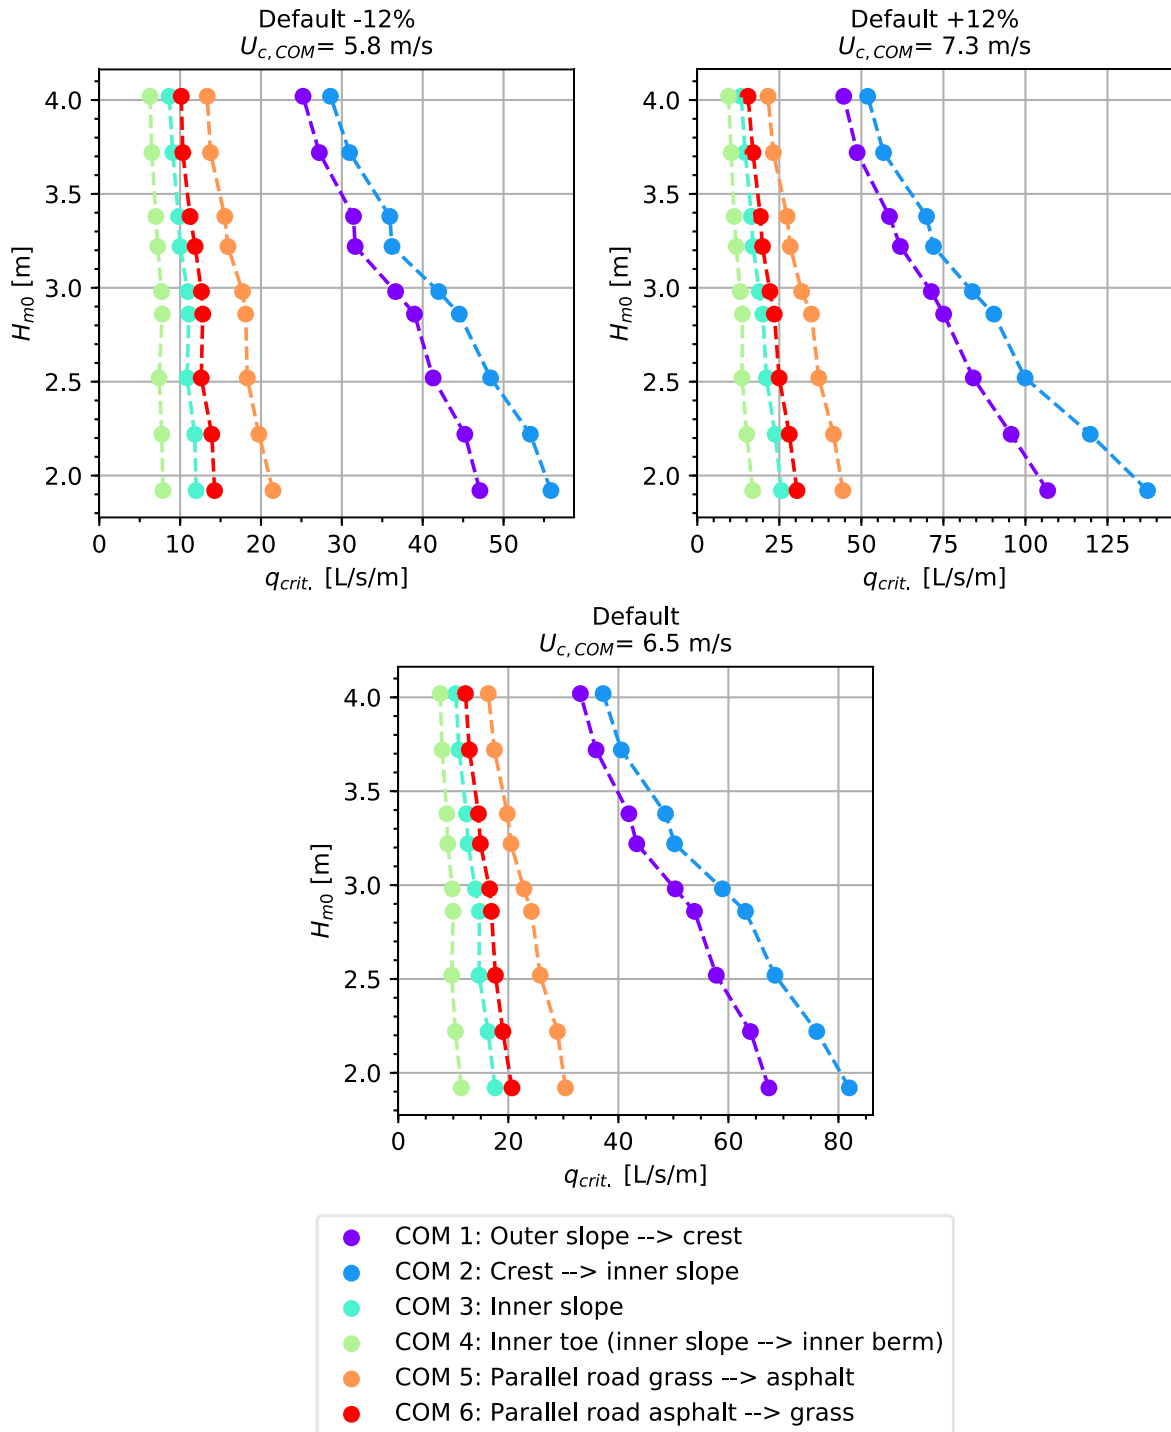 Default -12%
U_c,COM= 5.8 m/s
4.0
3.5
3.0
2.5
2.0
H_m0 [m]
0 10 20 30 40 50
q_crit. [L/s/m]
Default +12%
U_c,COM= 7.3 m/s
4.0
3.5
3.0
2.5
2.0
H_m0 [m]
0 25 50 75 100 125
q_crit. [L/s/m]
Default
U_c,COM= 6.5 m/s
4.0
3.5
3.0
2.5
2.0
H_m0 [m]
0 20 40 60 80
q_crit. [L/s/m]
COM 1: Outer slope --> crest
COM 2: Crest --> inner slope
COM 3: Inner slope
COM 4: Inner toe (inner slope --> inner berm)
COM 5: Parallel road grass --> asphalt
COM 6: Parallel road asphalt --> grass